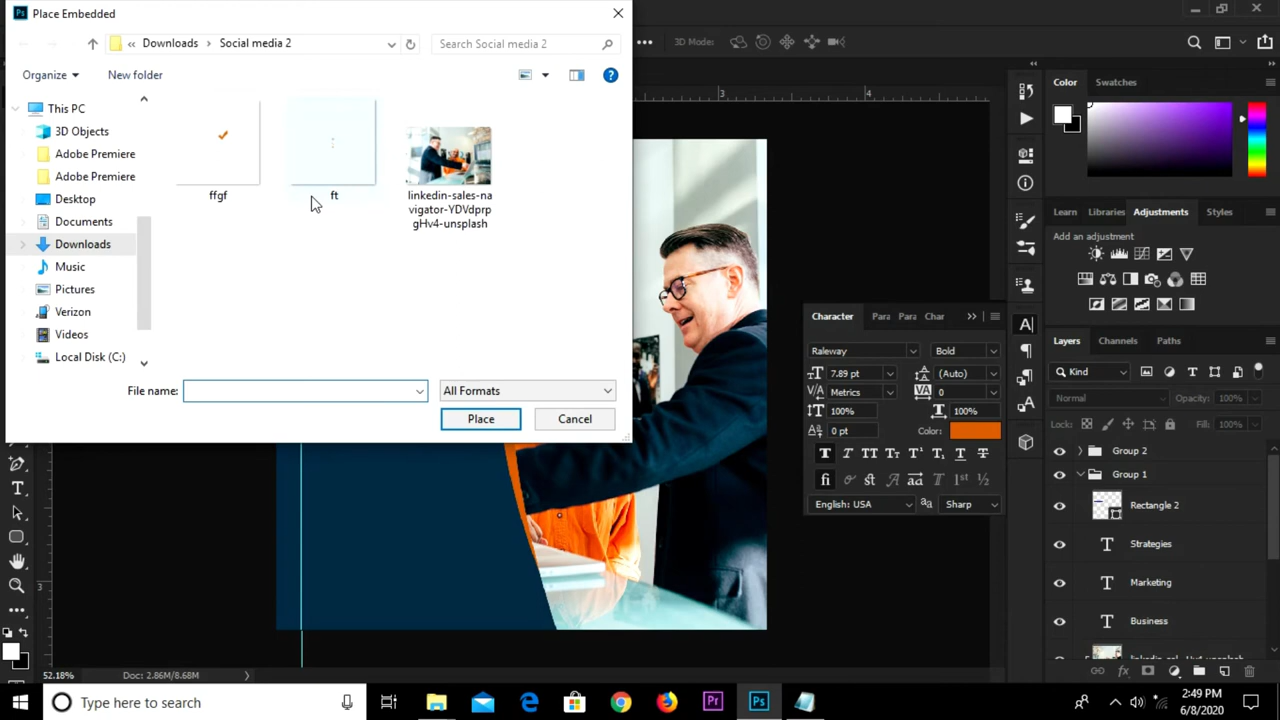 Place Embedded
Downloads
Social media 2
Search Social media 2
3D Mode:
Organize
New folder
This PC
3D Objects
Adobe Premiere
Adobe Premiere
Desktop
Documents
Downloads
Music
Pictures
Verizon
Videos
Local Disk (C:)
ffgf
ft
linkedin-sales-na
vigator-YDVdprp
gHv4-unsplash
File name:
All Formats
Place
Cancel
3
4
3
52.18%
Doc: 2.86M/8.68M
Color
Swatches
Learn
Libraries
Adjustments
Styles
Add an adjustment
Character
Para
Para
Char
Raleway
Bold
7.89 pt
(Auto)
Metrics
0
100%
100%
0 pt
Color:
English: USA
Sharp
Layers
Channels
Paths
Kind
Normal
Opacity: 100%
Lock:
Fill: 100%
Group 2
Group 1
Rectangle 2
Strategies
Marketing
Business
Type here to search
2:49 PM
6/8/2020